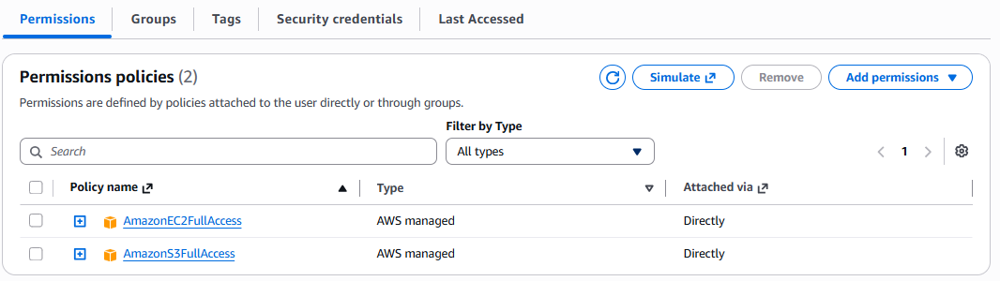 Permissions Groups Tags Security credentials Last Accessed
Permissions policies (2) Simulate Remove Add permissions
Permissions are defined by policies attached to the user directly or through groups.
Filter by Type
Search All types 1
Policy name Type Attached via
AmazonEC2FullAccess AWS managed Directly
AmazonS3FullAccess AWS managed Directly